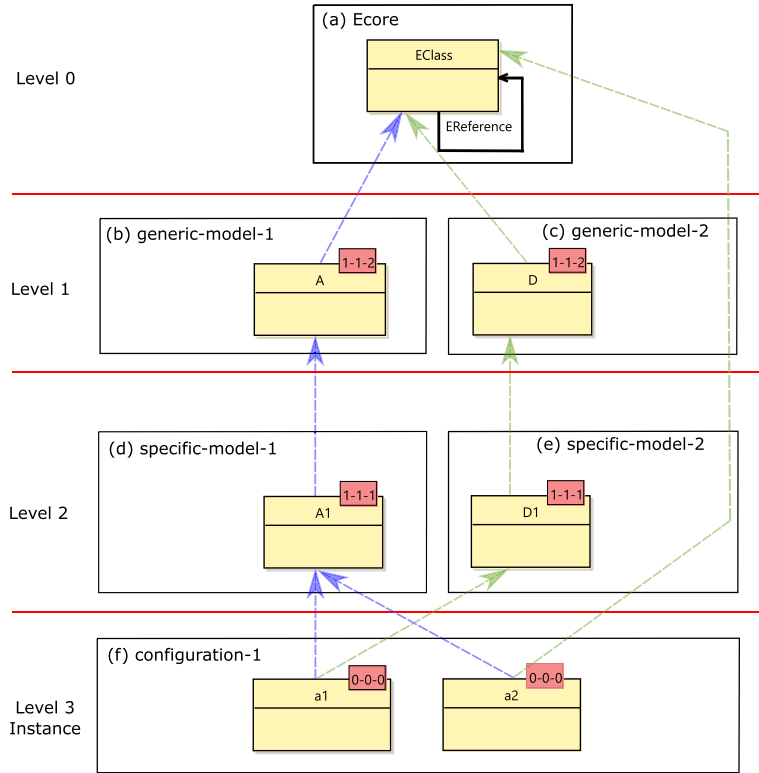 (a) Ecore
EClass
Level 0
EReference
(b) generic-model-1
(c) generic-model-2
1-1-2
1-1-2
A
D
Level 1
(d) specific-model-1
(e) specific-model-2
1-1-1
1-1-1
A1
D1
Level 2
(f) configuration-1
0-0-0
0-0-0
a1
a2
Level 3
Instance